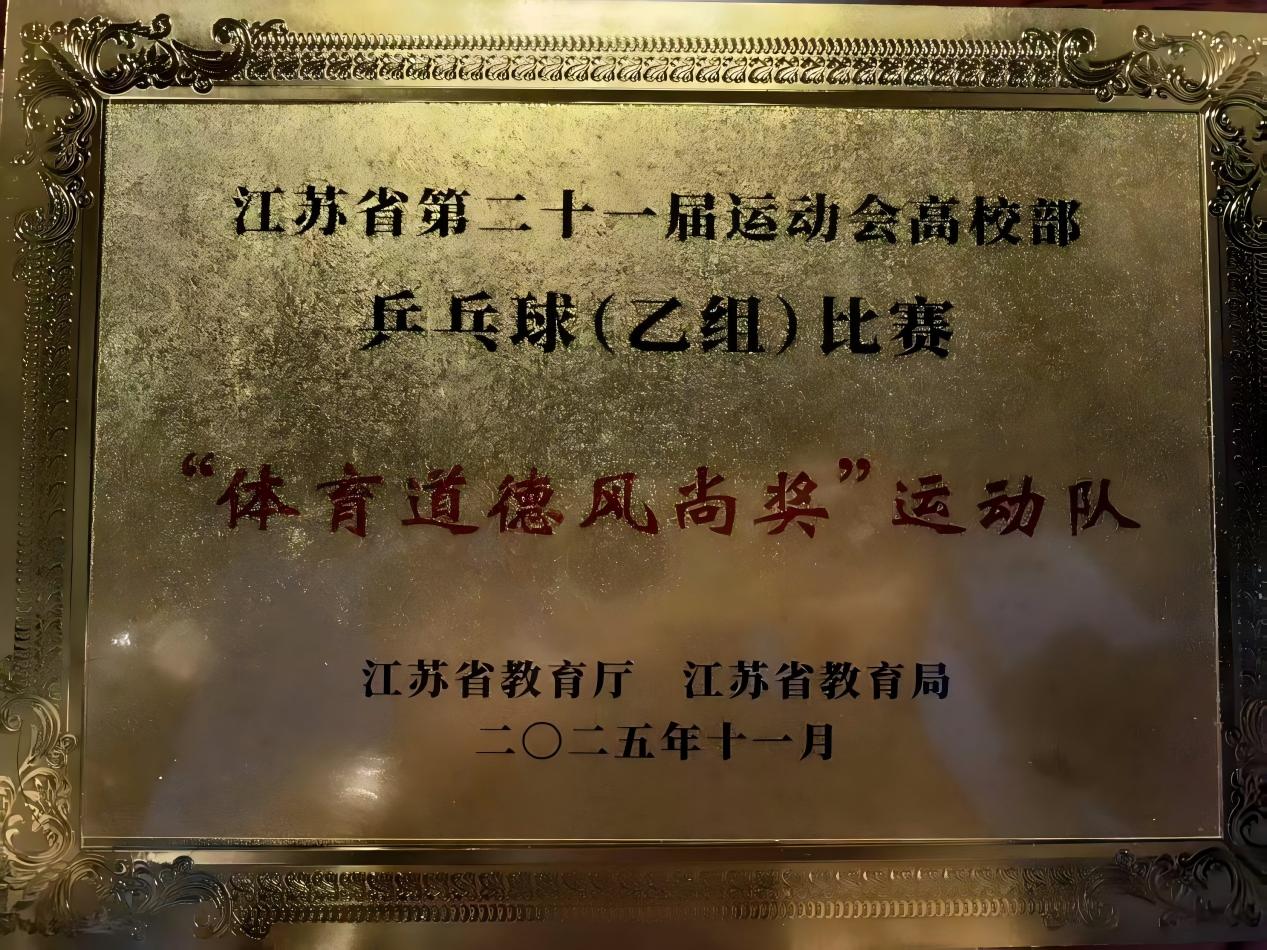 江苏省第二十一届运动会高校部
乒乓球(乙组)比赛
“体育道德风尚奖”运动队
江苏省教育厅 江苏省教育局
二〇二五年十一月